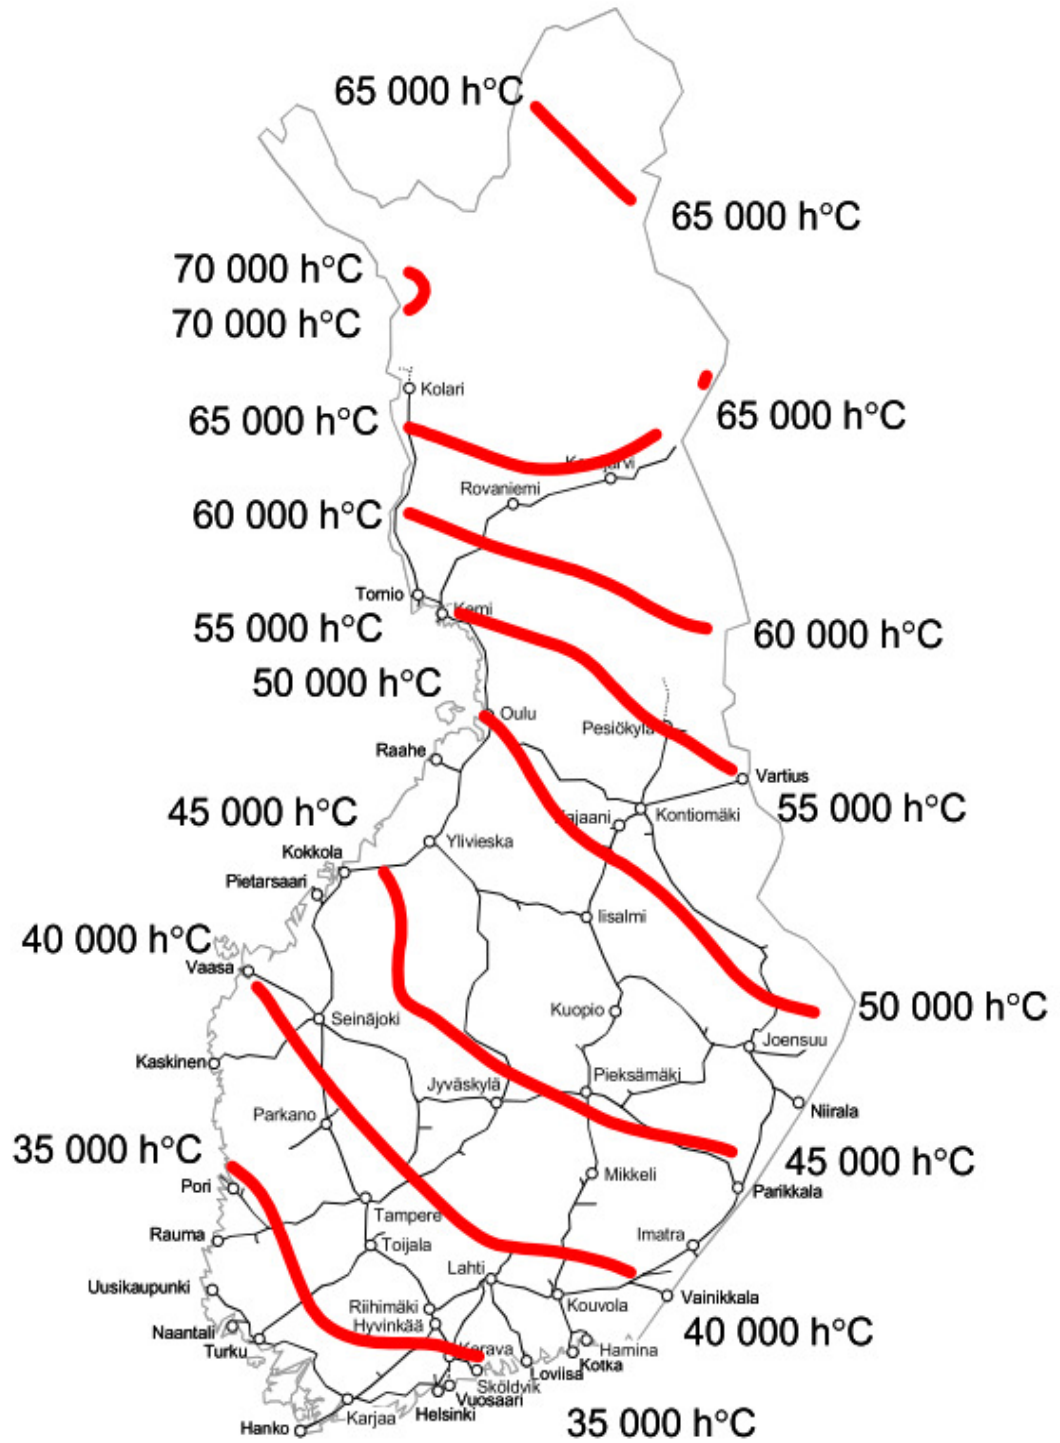 65 000 h°C
65 000 h°C
70 000 h°C
70 000 h°C
Kolari
65 000 h°C
65 000 h°C
Rovaniemi
60 000 h°C
Tornio
Kemi
55 000 h°C
60 000 h°C
50 000 h°C
Oulu
Pesiökylä
Raahe
Vartius
55 000 h°C
45 000 h°C
Kajaani
Kontiomäki
Ylivieska
Kokkola
Pietarsaari
Iisalmi
40 000 h°C
Vaasa
50 000 h°C
Kuopio
Seinäjoki
Joensuu
Kaskinen
Pieksämäki
Jyväskylä
Niirala
Parkano
35 000 h°C
45 000 h°C
Mikkeli
Pori
Parikkala
Tampere
Rauma
Imatra
Toijala
Lahti
Uusikaupunki
Vainikkala
Kouvola
Riihimäki
Hyvinkää
Naantali
40 000 h°C
Turku
Kerava
Hamina
Kotka
Loviisa
Sköldvik
Vuosaari
Helsinki
Karjaa
Hanko
35 000 h°C